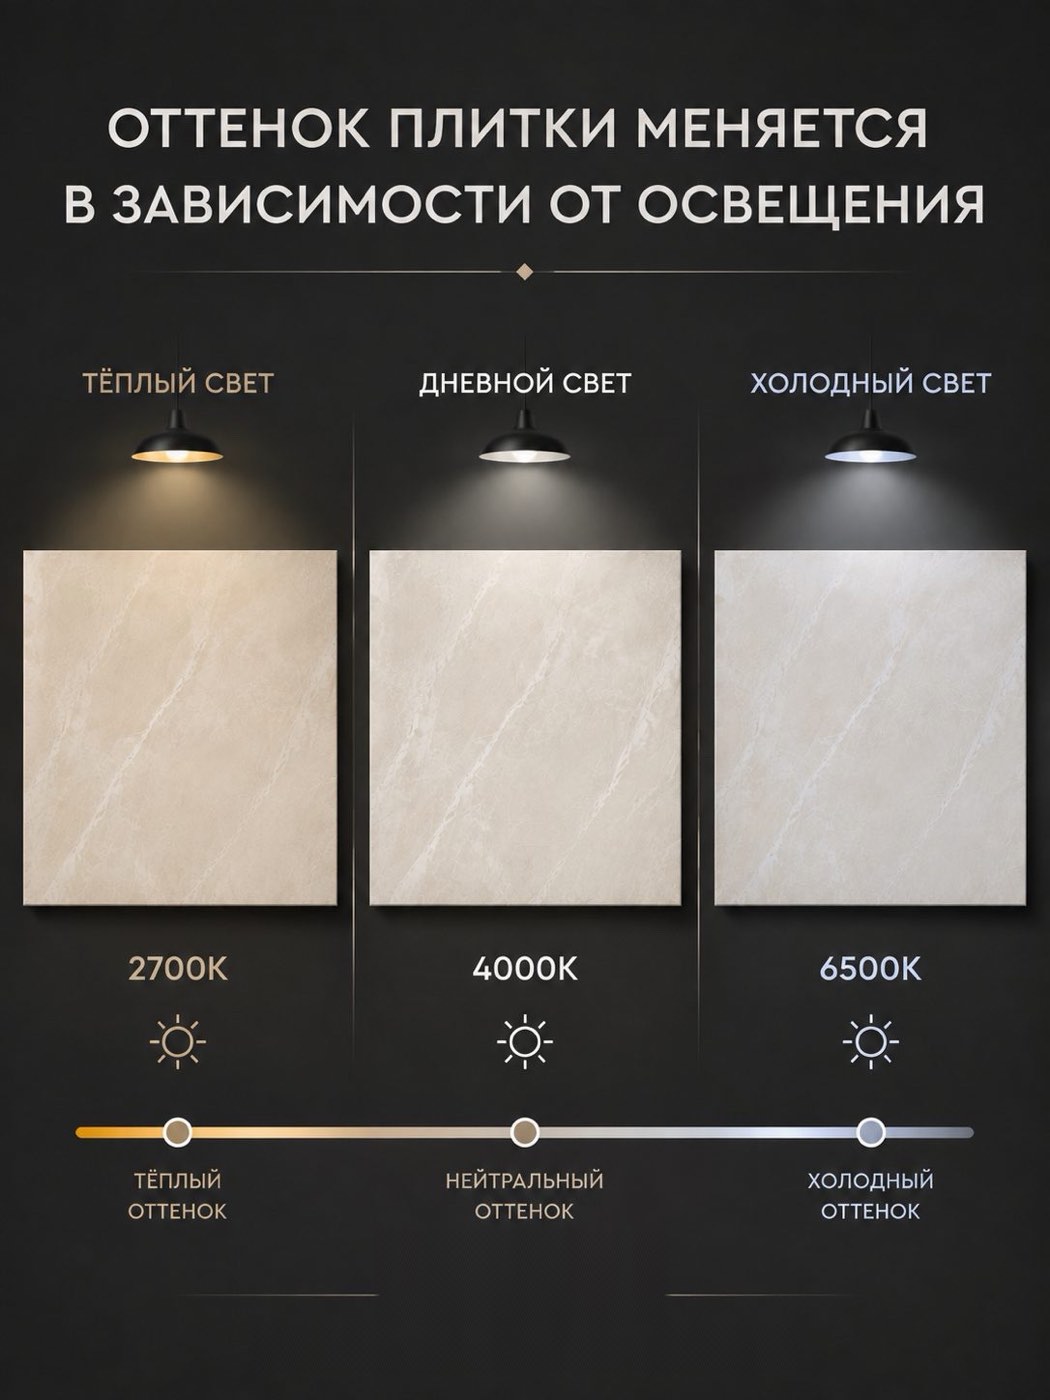 ОТТЕНОК ПЛИТКИ МЕНЯЕТСЯ
В ЗАВИСИМОСТИ ОТ ОСВЕЩЕНИЯ
ТЁПЛЫЙ СВЕТ
ДНЕВНОЙ СВЕТ
ХОЛОДНЫЙ СВЕТ
2700K
4000K
6500K
ТЁПЛЫЙ
ОТТЕНОК
НЕЙТРАЛЬНЫЙ
ОТТЕНОК
ХОЛОДНЫЙ
ОТТЕНОК